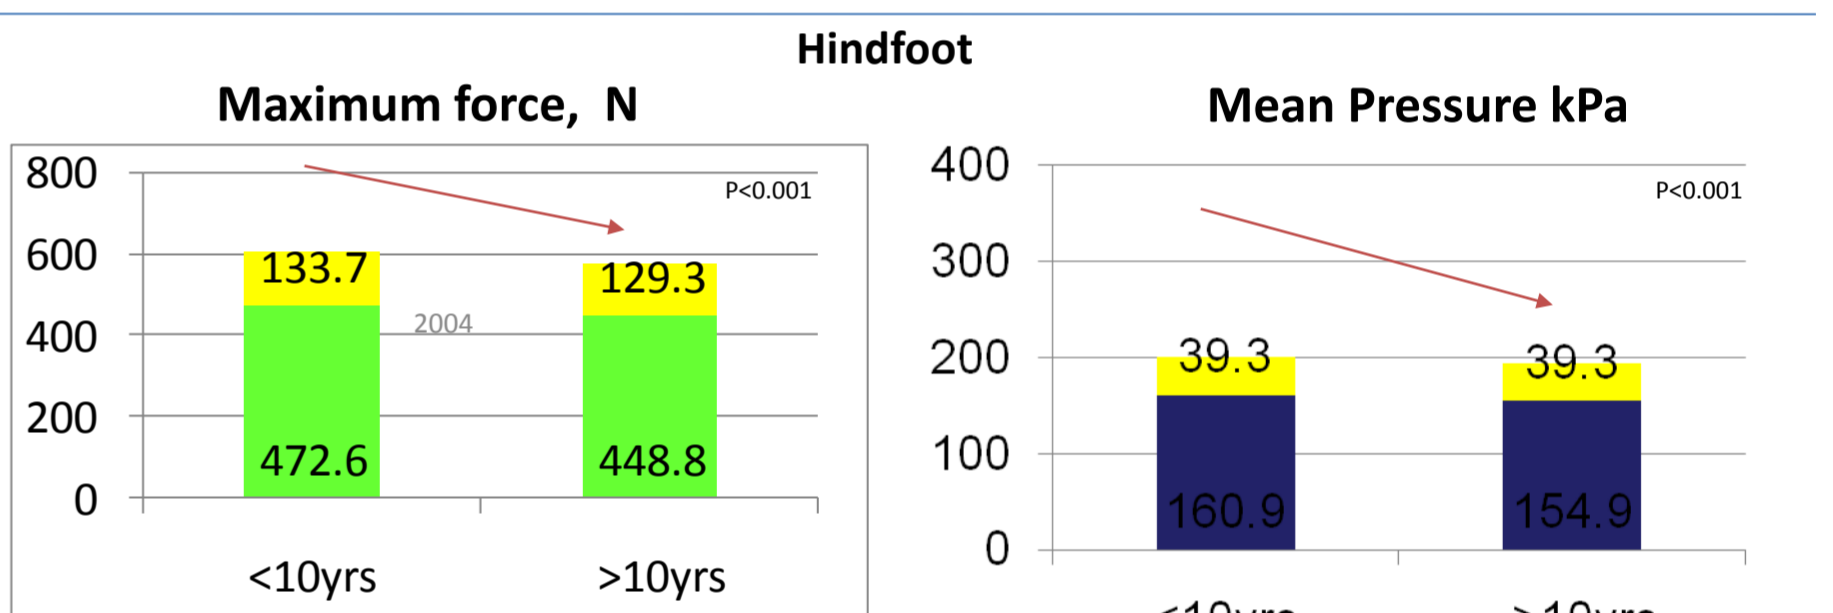 Hindfoot
Maximum force, N
800
P<0.001
600
133.7
129.3
2004
400
200
472.6
448.8
0
<10yrs
>10yrs
Mean Pressure kPa
400
P<0.001
300
200
39.3
39.3
100
160.9
154.9
0
<10yrs
>10yrs